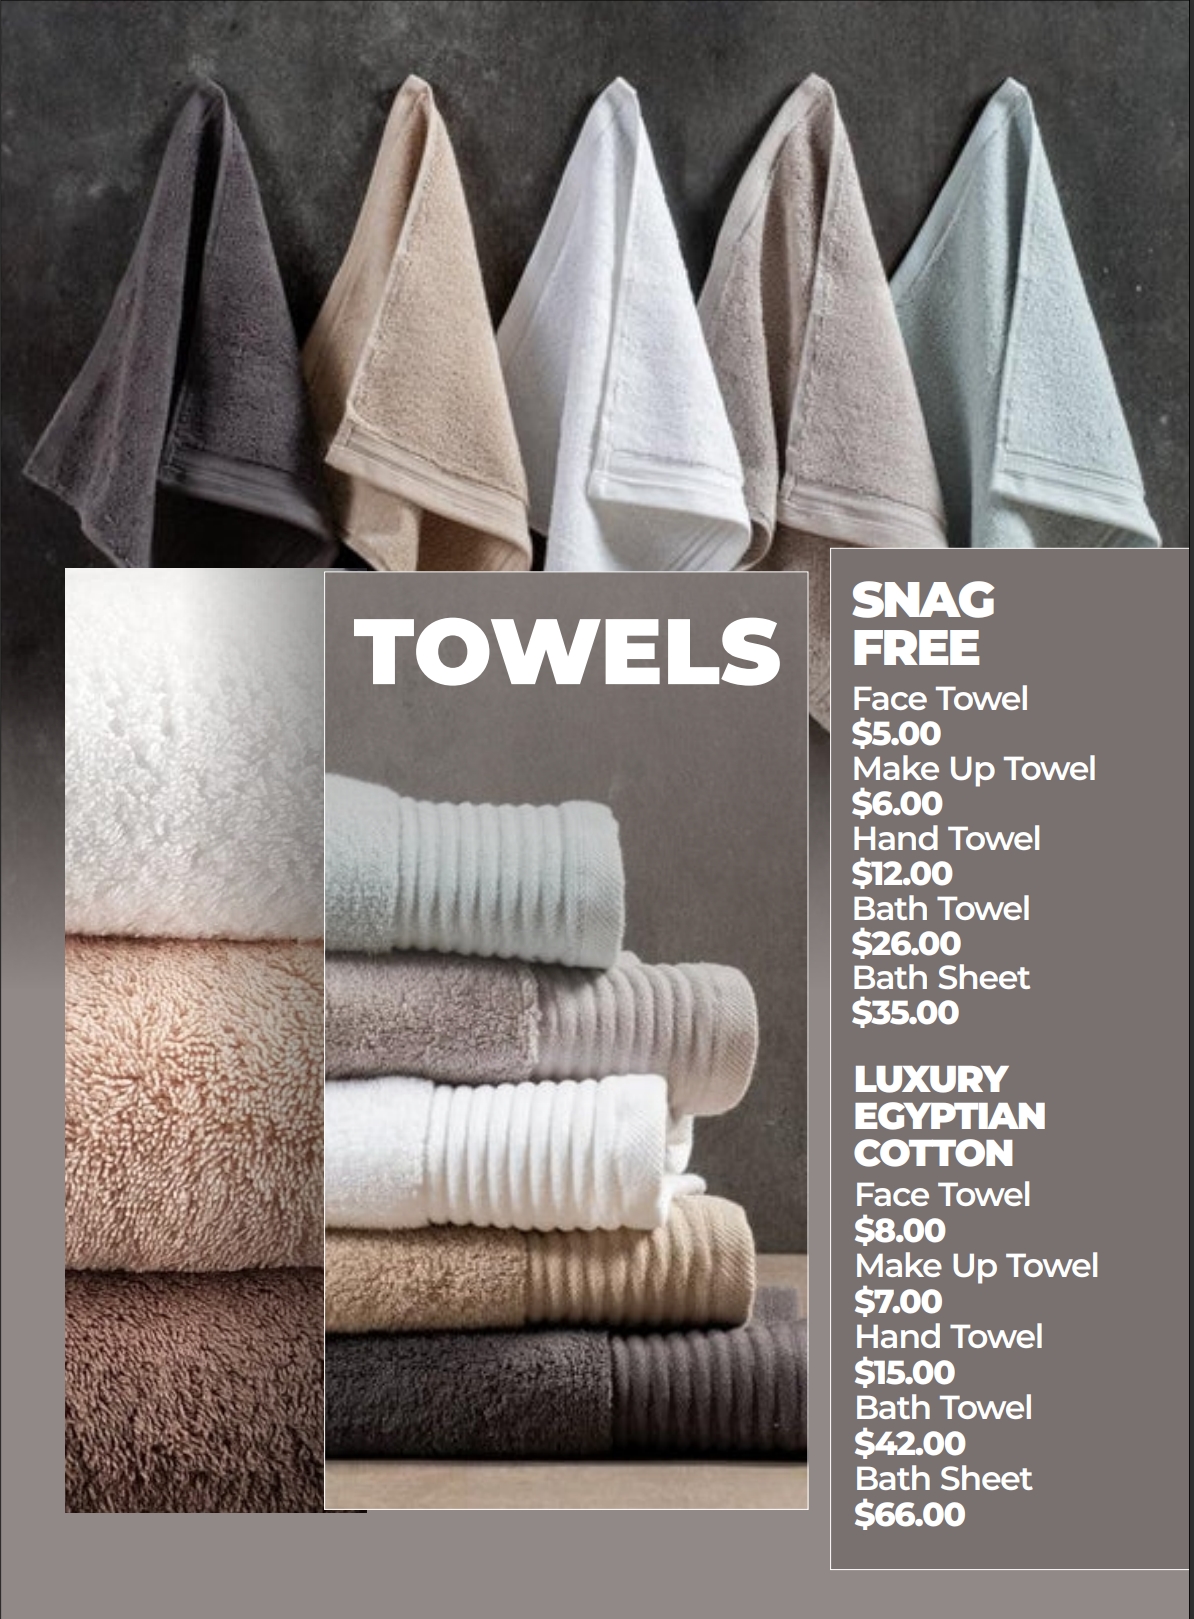 TOWELS
SNAG
FREE
Face Towel
$5.00
Make Up Towel
$6.00
Hand Towel
$12.00
Bath Towel
$26.00
Bath Sheet
$35.00
LUXURY
EGYPTIAN
COTTON
Face Towel
$8.00
Make Up Towel
$7.00
Hand Towel
$15.00
Bath Towel
$42.00
Bath Sheet
$66.00